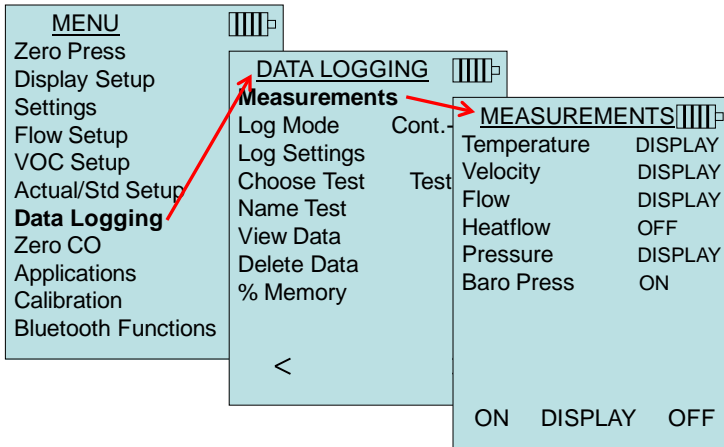 MENU
Zero Press
Display Setup
Settings
Flow Setup
VOC Setup
Actual/Std Setup
Data Logging
Zero CO
Applications
Calibration
Bluetooth Functions
DATA LOGGING
Measurements
Log Mode Cont.-
Log Settings
Choose Test Test
Name Test
View Data
Delete Data
% Memory
<
MEASUREMENTS
Temperature DISPLAY
Velocity DISPLAY
Flow DISPLAY
Heatflow OFF
Pressure DISPLAY
Baro Press ON
ON DISPLAY OFF